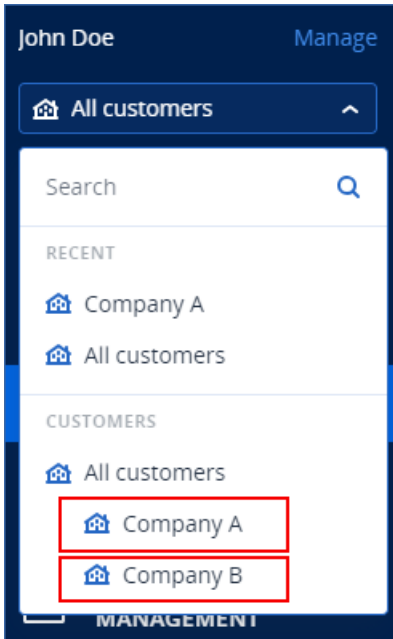 John Doe Manage
All customers
Search
RECENT
Company A
All customers
CUSTOMERS
All customers
Company A
Company B
MANAGEMENT